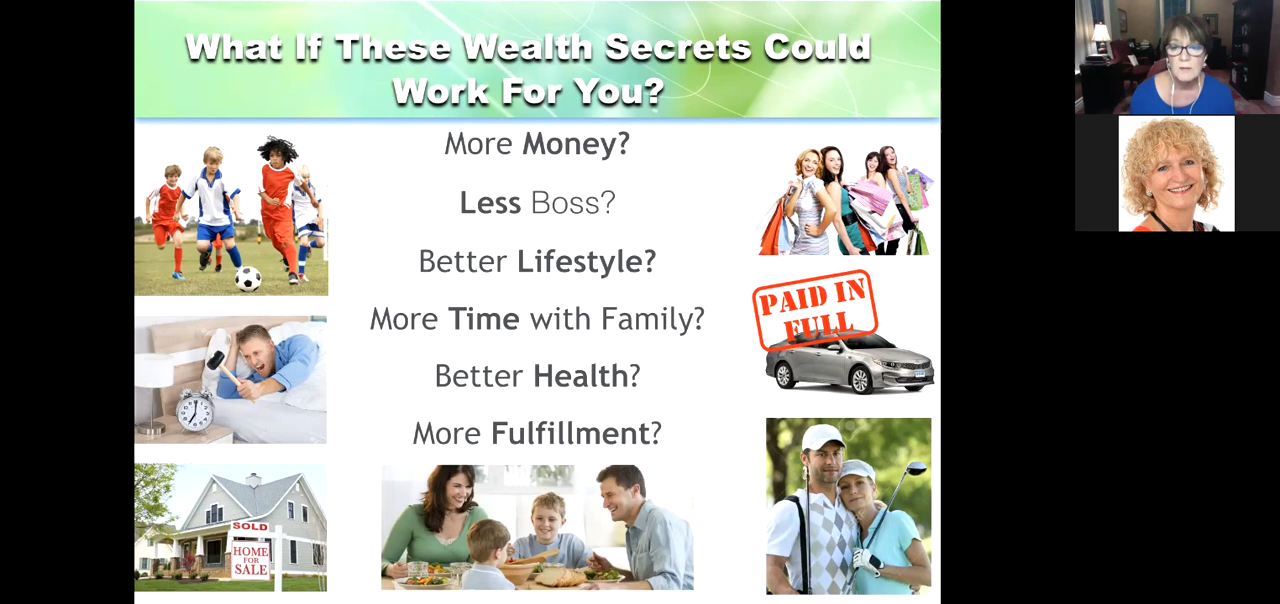 What If These Wealth Secrets Could
Work For You?
More Money?
Less Boss?
Better Lifestyle?
More Time with Family?
Better Health?
More Fulfillment?
PAID IN
FULL
SOLD
HOME
FOR
SALE